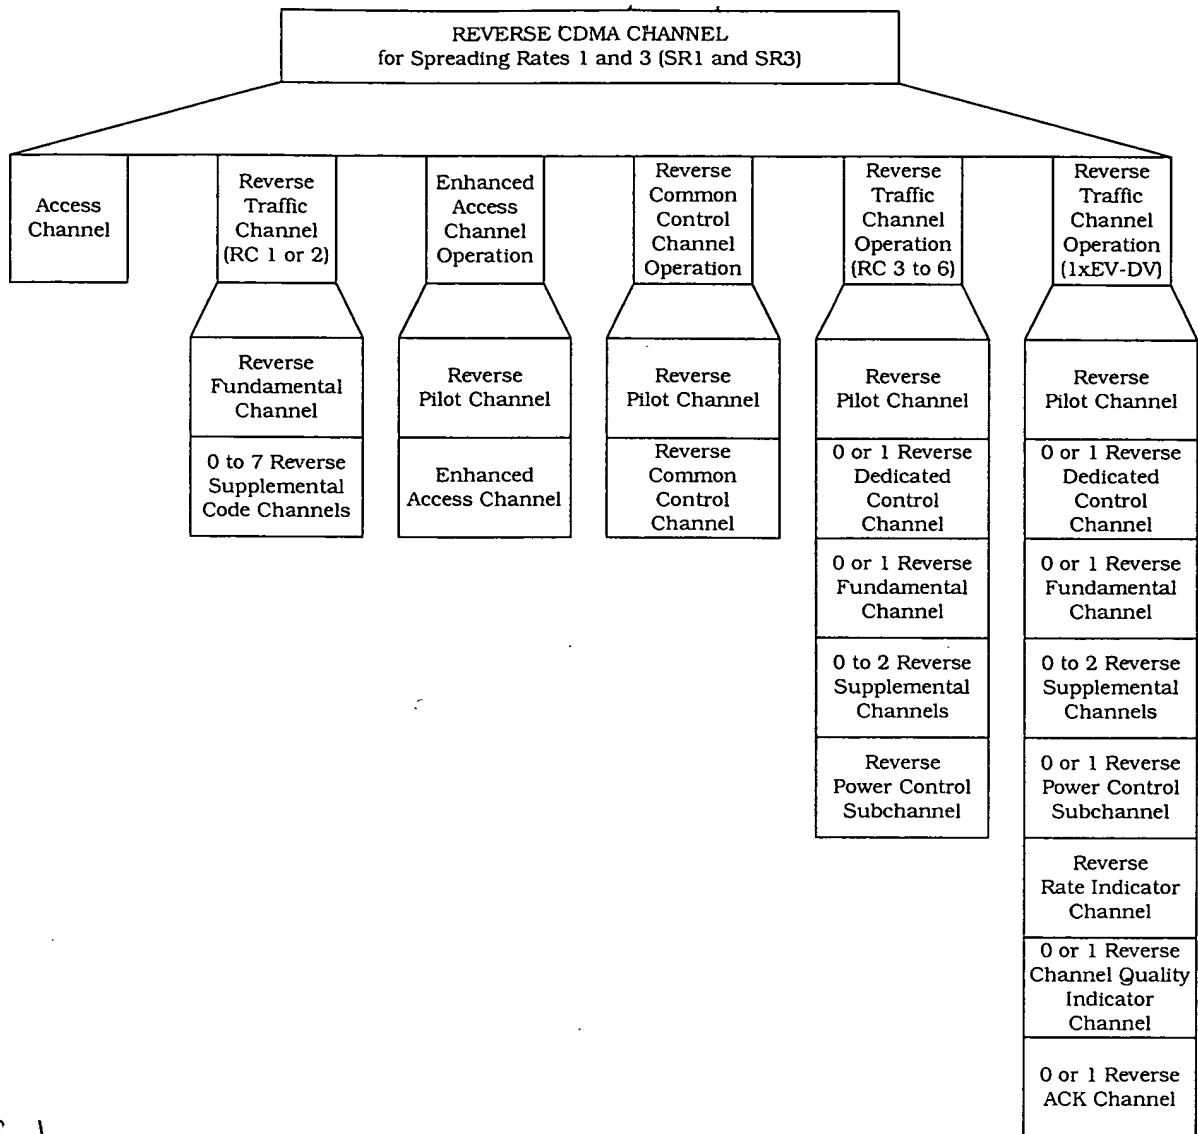 REVERSE CDMA CHANNEL
for Spreading Rates 1 and 3 (SR1 and SR3)
Access
Channel
Reverse
Traffic
Channel
(RC 1 or 2)
Enhanced
Access
Channel
Operation
Reverse
Common
Control
Channel
Operation
Reverse
Traffic
Channel
Operation
(RC 3 to 6)
Reverse
Traffic
Channel
Operation
(1xEV-DV)
Reverse
Fundamental
Channel
0 to 7 Reverse
Supplemental
Code Channels
Reverse
Pilot Channel
Enhanced
Access Channel
Reverse
Pilot Channel
Reverse
Common
Control
Channel
Reverse
Pilot Channel
0 or 1 Reverse
Dedicated
Control
Channel
0 or 1 Reverse
Fundamental
Channel
0 to 2 Reverse
Supplemental
Channels
Reverse
Power Control
Subchannel
Reverse
Pilot Channel
0 or 1 Reverse
Dedicated
Control
Channel
0 or 1 Reverse
Fundamental
Channel
0 to 2 Reverse
Supplemental
Channels
0 or 1 Reverse
Power Control
Subchannel
Reverse
Rate Indicator
Channel
0 or 1 Reverse
Channel Quality
Indicator
Channel
0 or 1 Reverse
ACK Channel